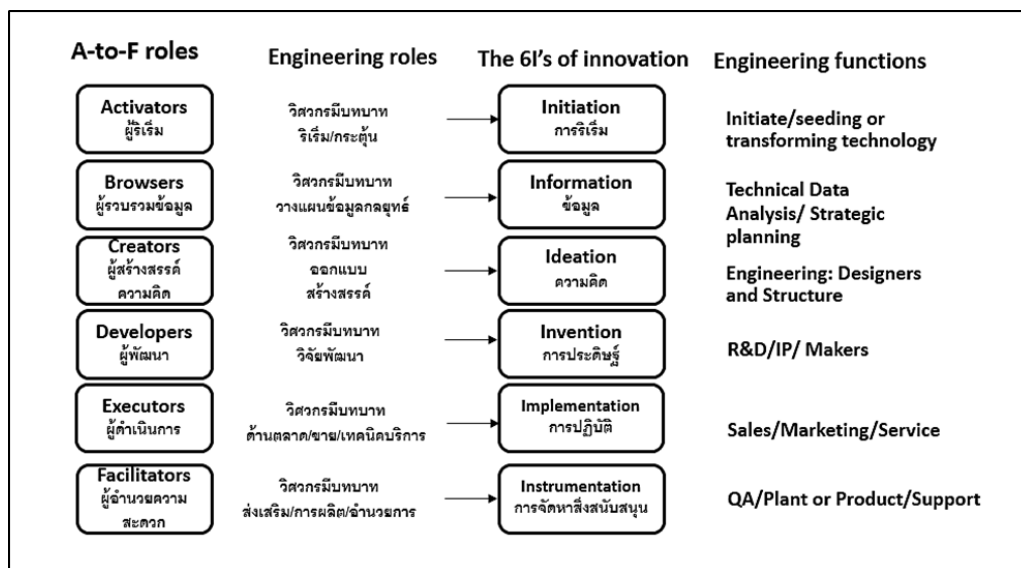 A-to-F roles
Engineering roles
The 6I's of innovation
Engineering functions
Activators
ผู้ริเริ่ม
วิศวกรมีบทบาท
ริเริ่ม/กระตุ้น
Initiation
การริเริ่ม
Initiate/seeding or
transforming technology
Browsers
ผู้รวบรวมข้อมูล
วิศวกรมีบทบาท
วางแผนข้อมูลกลยุทธ์
Information
ข้อมูล
Technical Data
Analysis/ Strategic
planning
Creators
ผู้สร้างสรรค์
ความคิด
วิศวกรมีบทบาท
ออกแบบ
สร้างสรรค์
Ideation
ความคิด
Engineering: Designers
and Structure
Developers
ผู้พัฒนา
วิศวกรมีบทบาท
วิจัยพัฒนา
Invention
การประดิษฐ์
R&D/IP/ Makers
Executors
ผู้ดำเนินการ
วิศวกรมีบทบาท
ด้านตลาด/ขาย/เทคนิคบริการ
Implementation
การปฏิบัติ
Sales/Marketing/Service
Facilitators
ผู้อำนวยความ
สะดวก
วิศวกรมีบทบาท
ส่งเสริม/การผลิต/อำนวยการ
Instrumentation
การจัดหาสิ่งสนับสนุน
QA/Plant or Product/Support